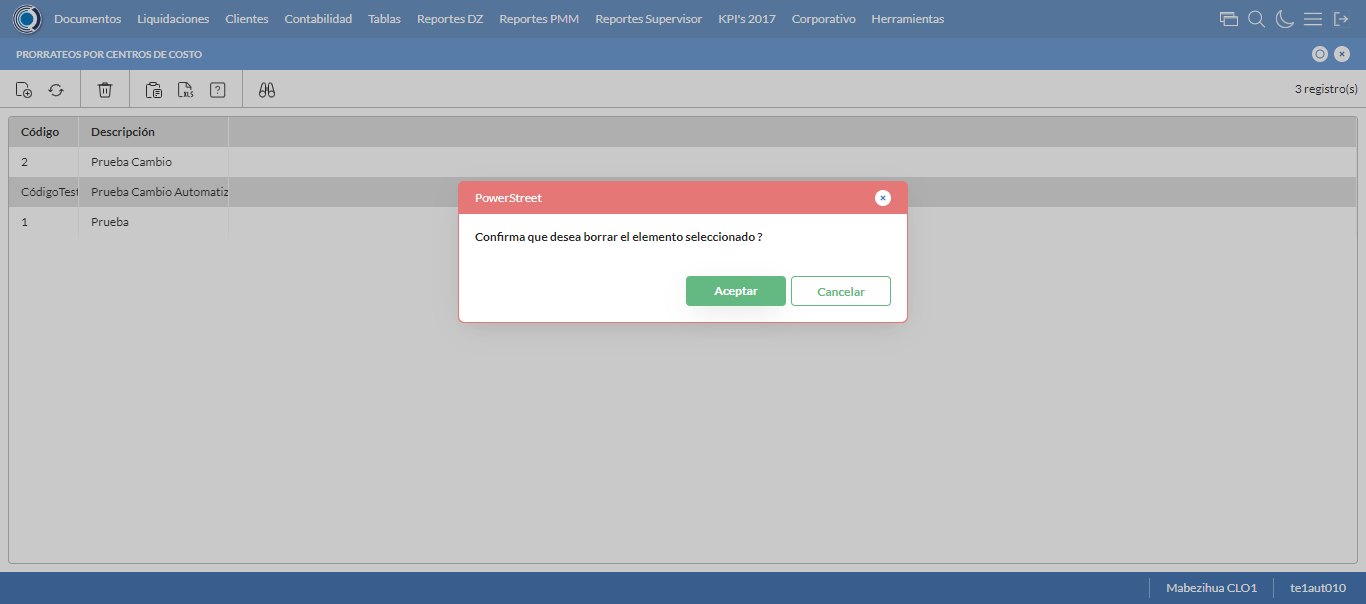 Documentos Liquidaciones Clientes Contabilidad Tablas Reportes DZ Reportes PMM Reportes Supervisor KPI's 2017 Corporativo Herramientas
PRORRATEOS POR CENTROS DE COSTO
XLS ? 3 registro(s)
Código Descripción
2 Prueba Cambio
CódigoTest Prueba Cambio Automatiz
1 Prueba
PowerStreet
Confirma que desea borrar el elemento seleccionado ?
Aceptar Cancelar
Mabezihua CLO1 te1aut010